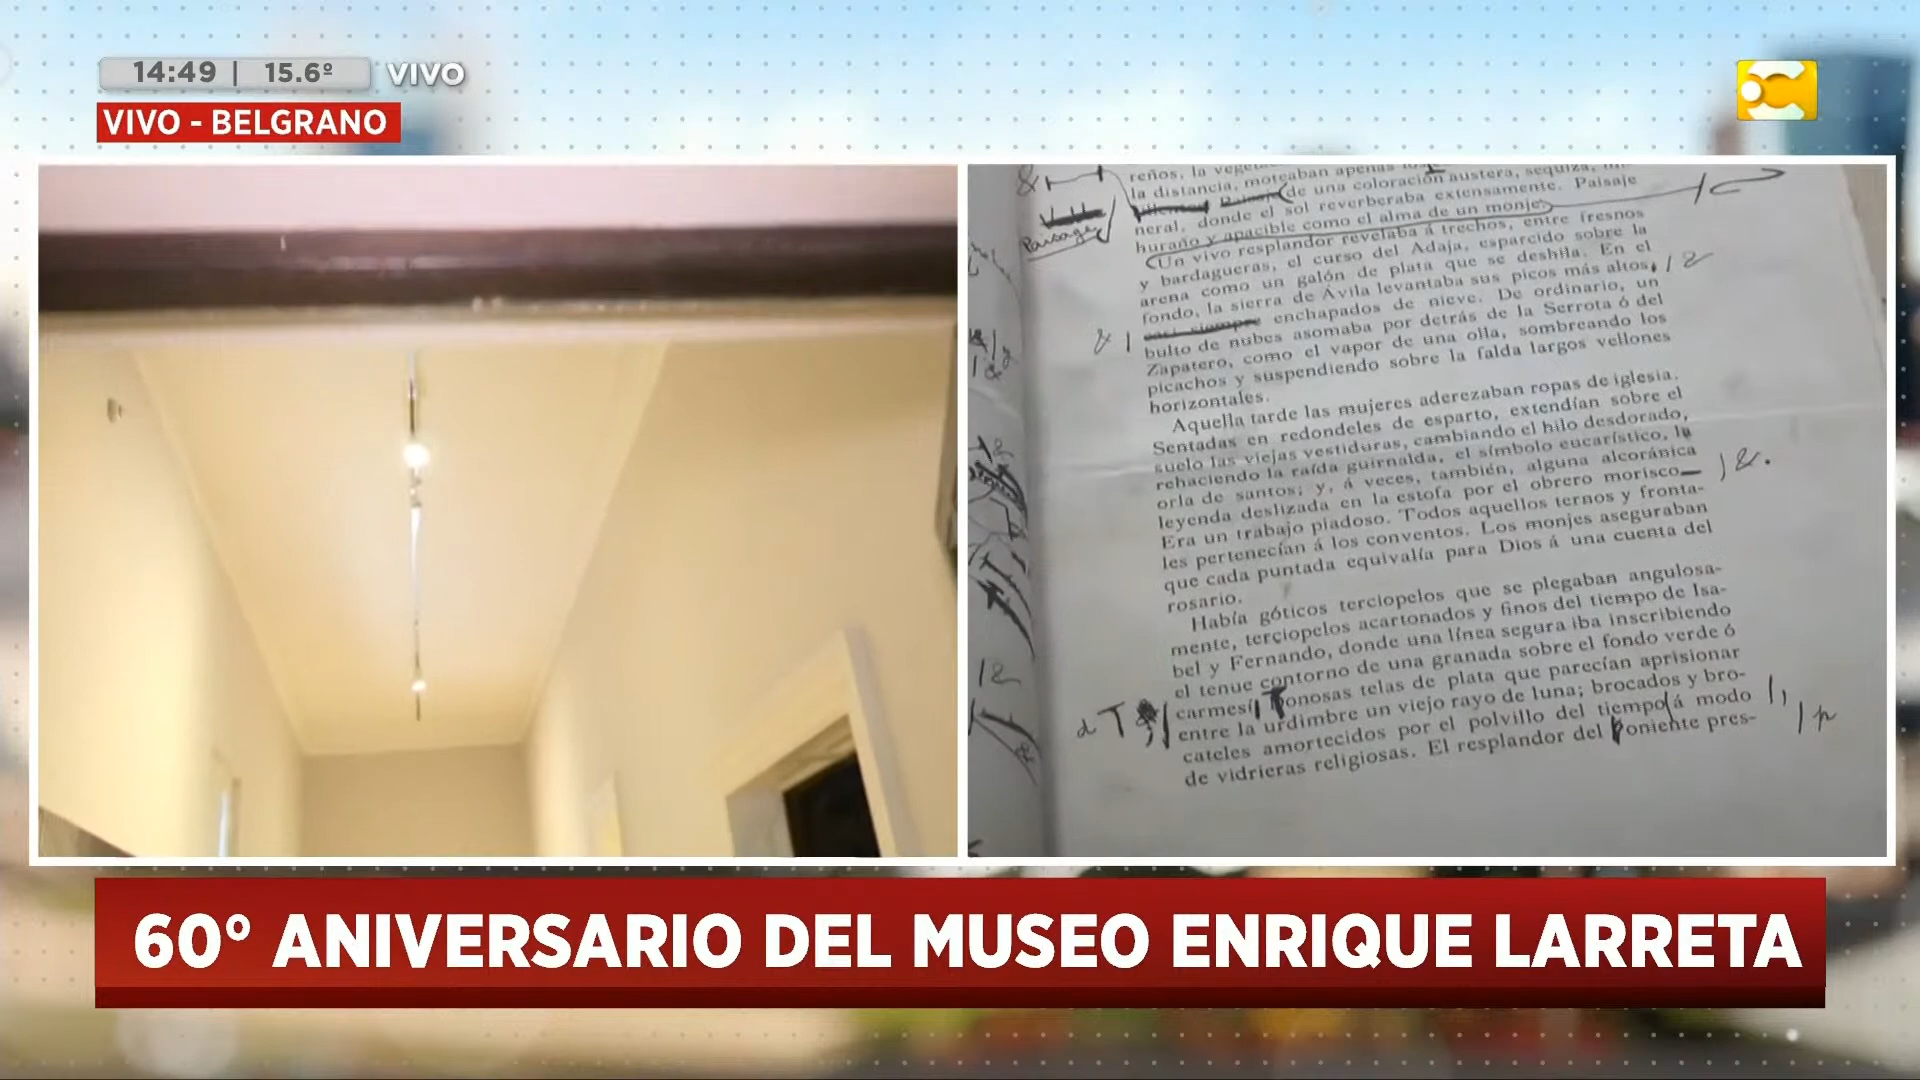 14:49 | 15.6º VIVO
VIVO - BELGRANO
reños, la
la distancia, moteaban apenas
de una coloración austera, sequiza,
neral, donde el sol reverberaba extensamente. Paisaje
Paisage
huraño y apacible como el alma de un monje.
Un vivo resplandor revelaba á trechos, entre fresnos
y bardagueras, el curso del Adaja, esparcido sobre la
arena como un galón de plata que se deshila. En el
fondo, la sierra de Ávila levantaba sus picos más altos,
casi siempre enchapados de nieve. De ordinario, un
bulto de nubes asomaba por detrás de la Serrota ó del
Zapatero, como el vapor de una olla, sombreando los
picachos y suspendiendo sobre la falda largos vellones
horizontales.
Aquella tarde las mujeres aderezaban ropas de iglesia.
Sentadas en redondeles de esparto, extendían sobre el
suelo las viejas vestiduras, cambiando el hilo desdorado,
rehaciendo la raída guirnalda, el símbolo eucarístico, la
orla de santos; y, á veces, también, alguna alcoránica
leyenda deslizada en la estofa por el obrero morisco
Era un trabajo piadoso. Todos aquellos ternos y fronta-
les pertenecían á los conventos. Los monjes aseguraban
que cada puntada equivalía para Dios á una cuenta del
rosario.
Había góticos terciopelos que se plegaban angulosa-
mente, terciopelos acartonados y finos del tiempo de Isa-
bel y Fernando, donde una línea segura iba inscribiendo
el tenue contorno de una granada sobre el fondo verde ó
carmesí Tonosas telas de plata que parecían aprisionar
entre la urdimbre un viejo rayo de luna; brocados y bro-
cateles amortecidos por el polvillo del tiempo á modo
de vidrieras religiosas. El resplandor del poniente pres-
60° ANIVERSARIO DEL MUSEO ENRIQUE LARRETA